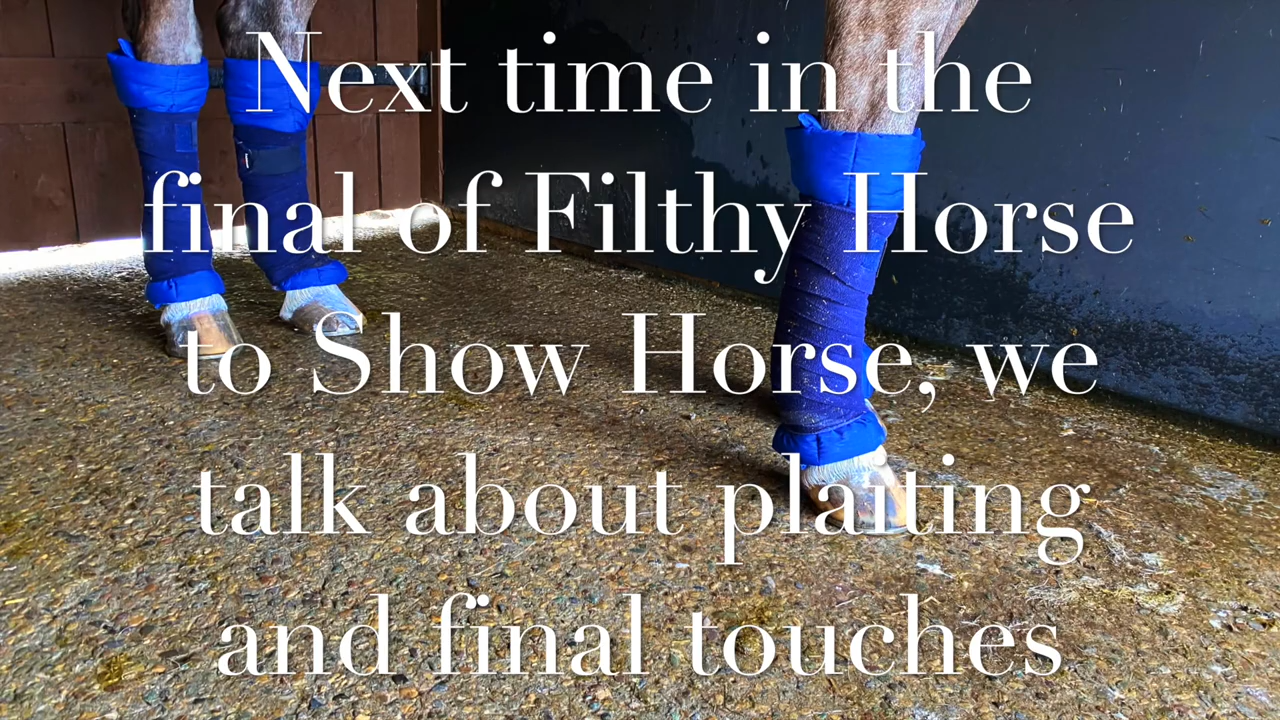 Next time in the
final of Filthy Horse
to Show Horse, we
talk about plaiting
and final touches